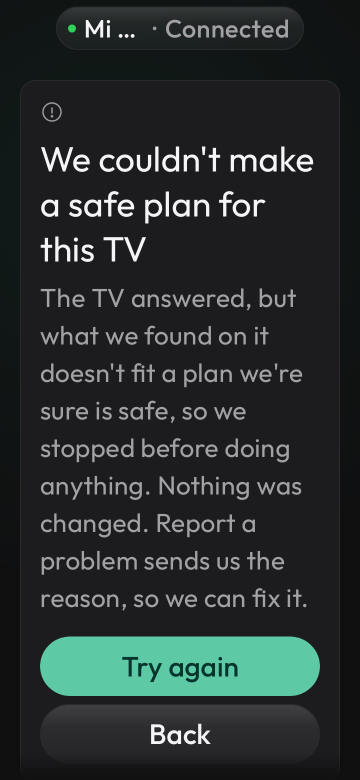 Mi ... · Connected
We couldn't make
a safe plan for
this TV
The TV answered, but
what we found on it
doesn't fit a plan we're
sure is safe, so we
stopped before doing
anything. Nothing was
changed. Report a
problem sends us the
reason, so we can fix it.
Try again
Back